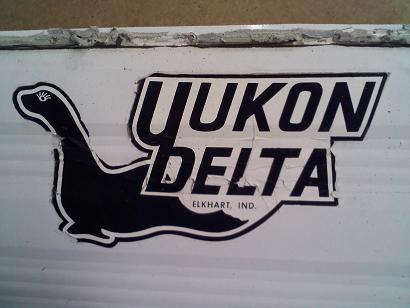 YUKON
DELTA
ELKHART, IND.